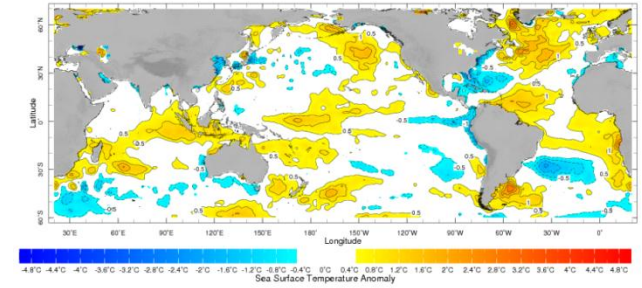 60°N
30°N
0°
30°S
60°S
Latitude
30°E 60°E 90°E 120°E 150°E 180° 150°W 120°W 90°W 60°W 30°W 0°
Longitude
-4.8°C -4.4°C -4°C -3.6°C -3.2°C -2.8°C -2.4°C -2°C -1.6°C -1.2°C -0.8°C -0.4°C 0°C 0.4°C 0.8°C 1.2°C 1.6°C 2°C 2.4°C 2.8°C 3.2°C 3.6°C 4°C 4.4°C 4.8°C
Sea Surface Temperature Anomaly